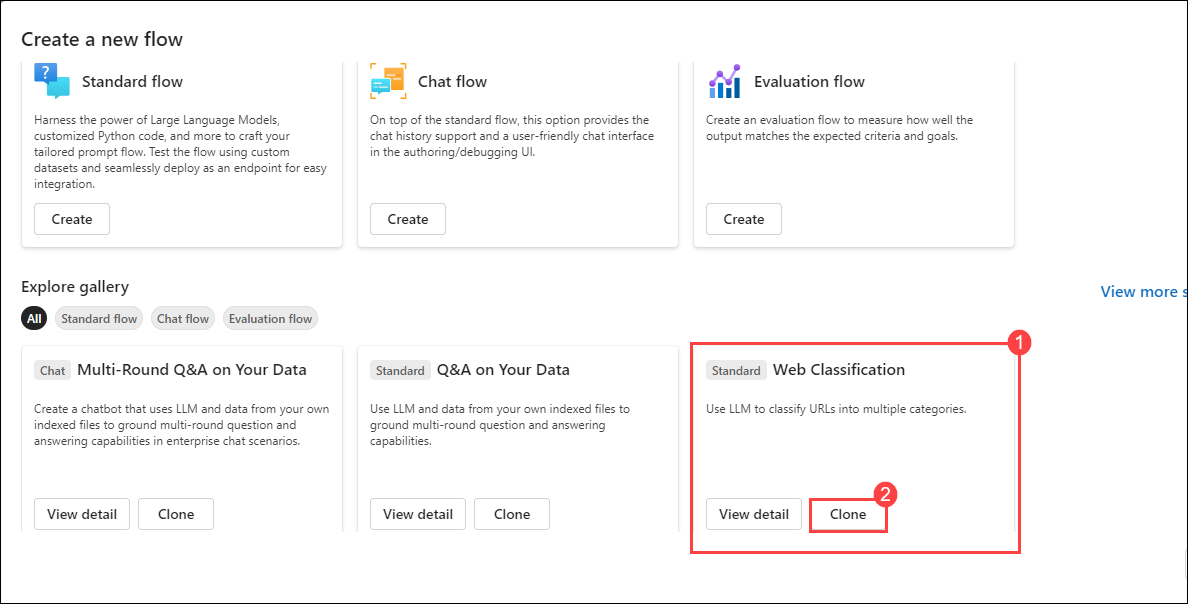 Create a new flow
?
Standard flow
Harness the power of Large Language Models,
customized Python code, and more to craft your
tailored prompt flow. Test the flow using custom
datasets and seamlessly deploy as an endpoint for easy
integration.
Create
Chat flow
On top of the standard flow, this option provides the
chat history support and a user-friendly chat interface
in the authoring/debugging UI.
Create
Evaluation flow
Create an evaluation flow to measure how well the
output matches the expected criteria and goals.
Create
Explore gallery
View more s
All
Standard flow
Chat flow
Evaluation flow
Chat Multi-Round Q&A on Your Data
Create a chatbot that uses LLM and data from your own
indexed files to ground multi-round question and
answering capabilities in enterprise chat scenarios.
View detail
Clone
Standard Q&A on Your Data
Use LLM and data from your own indexed files to
ground multi-round question and answering
capabilities.
View detail
Clone
1
Standard Web Classification
Use LLM to classify URLs into multiple categories.
View detail
2
Clone